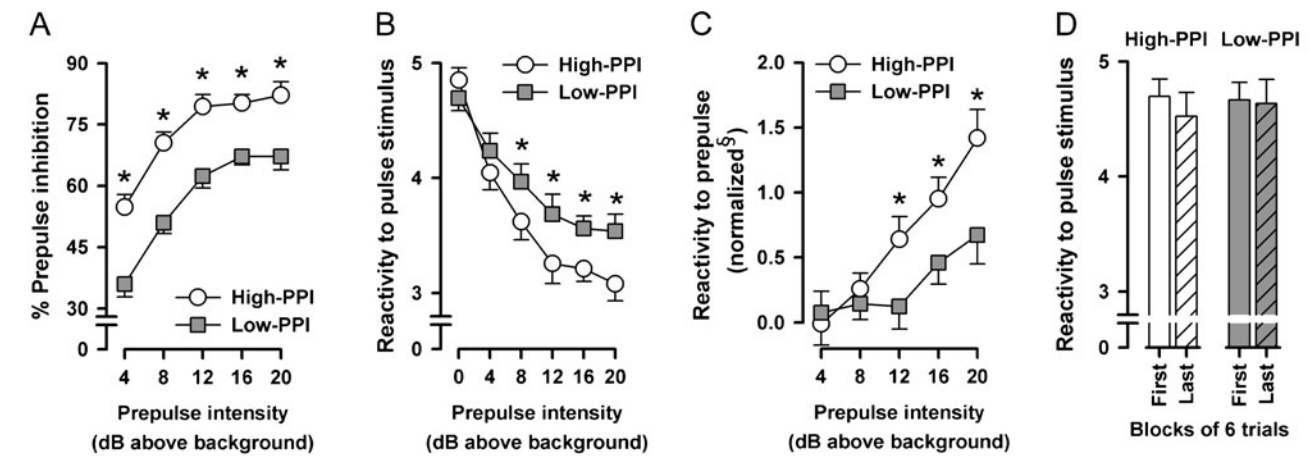 A
% Prepulse inhibition
90
75
60
45
30
0
*
*
*
*
*
High-PPI
Low-PPI
4 8 12 16 20
Prepulse intensity
(dB above background)
B
Reactivity to pulse stimulus
5
4
3
0
High-PPI
Low-PPI
*
*
*
*
0 4 8 12 16 20
Prepulse intensity
(dB above background)
C
Reactivity to prepulse
(normalized§)
2.0
1.5
1.0
0.5
0.0
High-PPI
Low-PPI
*
*
*
4 8 12 16 20
Prepulse intensity
(dB above background)
D
High-PPI Low-PPI
Reactivity to pulse stimulus
5
4
3
0
First
Last
First
Last
Blocks of 6 trials